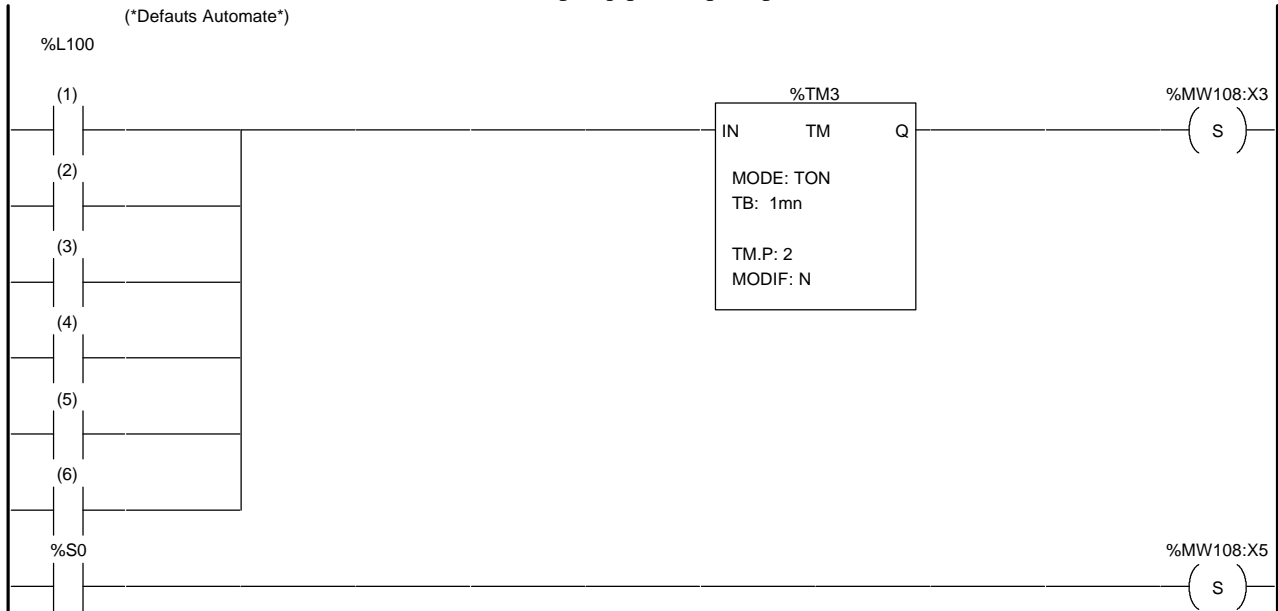 (*Defauts Automate*)
%L100
(1)
%TM3
%MW108:X3
IN TM Q
S
(2)
MODE: TON
TB: 1mn
(3)
TM.P: 2
MODIF: N
(4)
(5)
(6)
%S0
%MW108:X5
S